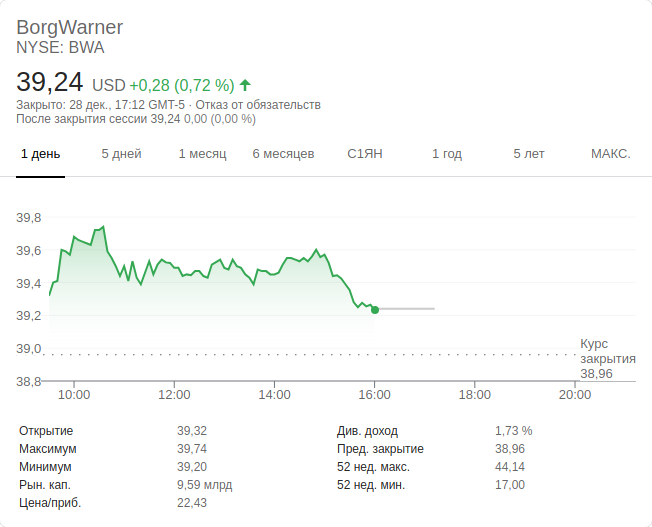 BorgWarner
NYSE: BWA
39,24 USD +0,28 (0,72 %)
Закрыто: 28 дек., 17:12 GMT-5 · Отказ от обязательств
После закрытия сессии 39,24 0,00 (0,00 %)
1 день 5 дней 1 месяц 6 месяцев С1ЯН 1 год 5 лет МАКС.
39,8
39,6
39,4
39,2
39,0
38,8
Курс
закрытия
38,96
10:00 12:00 14:00 16:00 18:00 20:00
Открытие 39,32 Див. доход 1,73 %
Максимум 39,74 Пред. закрытие 38,96
Минимум 39,20 52 нед. макс. 44,14
Рын. кап. 9,59 млрд 52 нед. мин. 17,00
Цена/приб. 22,43